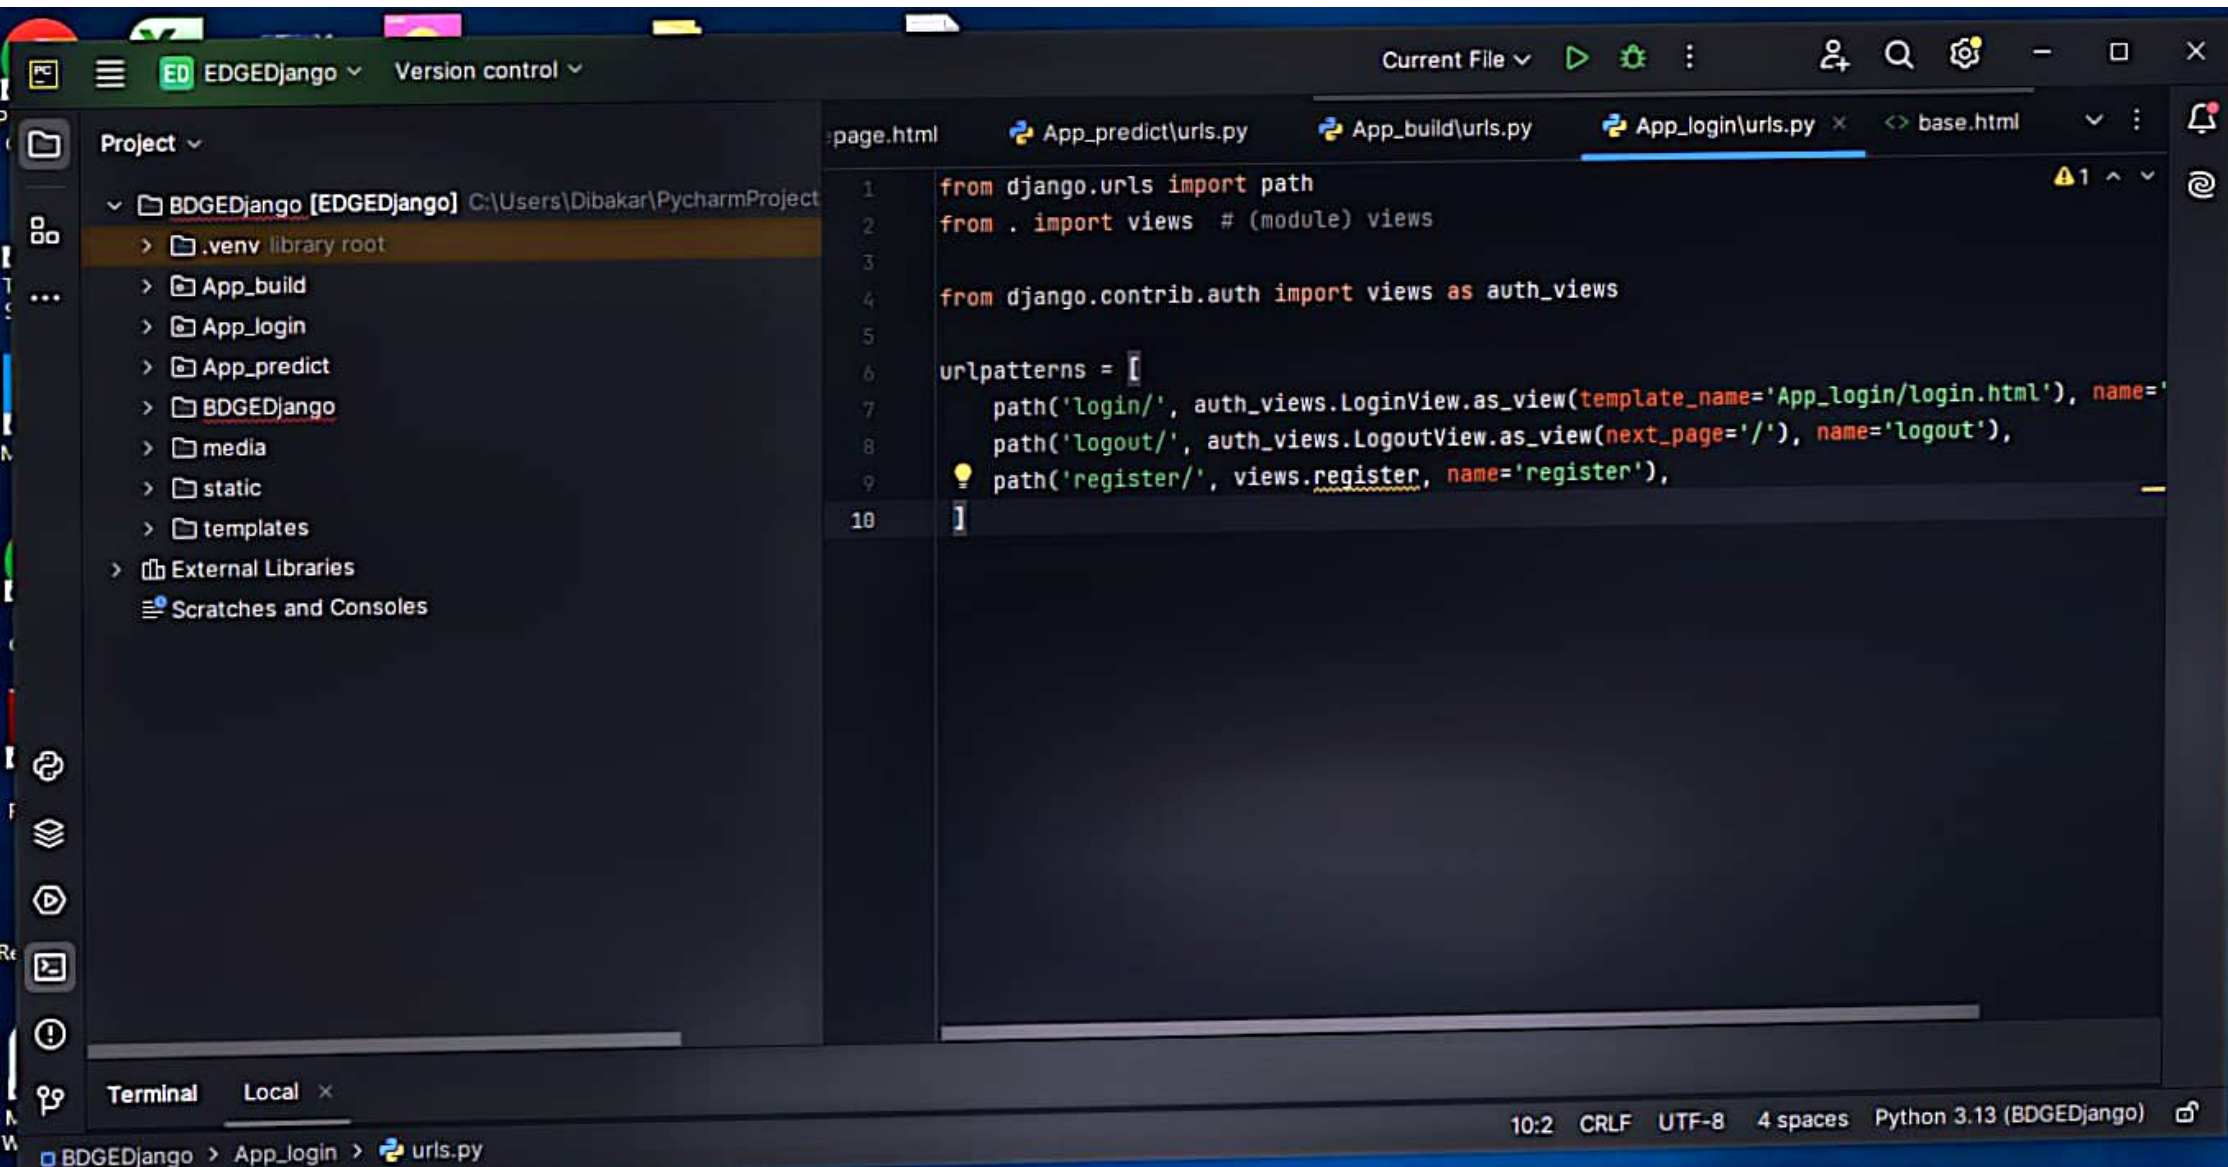 PC
ED EDGEDjango
Version control
Current File
Project
page.html
App_predict\urls.py
App_build\urls.py
App_login\urls.py
<> base.html
BDGEDjango [EDGEDjango] C:\Users\Dibakar\PycharmProject
.venv library root
App_build
App_login
App_predict
BDGEDjango
media
static
templates
External Libraries
Scratches and Consoles
1
1 from django.urls import path
2 from . import views # (module) views
3
4 from django.contrib.auth import views as auth_views
5
6 urlpatterns = [
7 path('login/', auth_views.LoginView.as_view(template_name='App_login/login.html'), name='
8 path('logout/', auth_views.LogoutView.as_view(next_page='/'), name='logout'),
9 path('register/', views.register, name='register'),
10 ]
Terminal
Local
10:2 CRLF UTF-8 4 spaces Python 3.13 (BDGEDjango)
BDGEDjango > App_login > urls.py